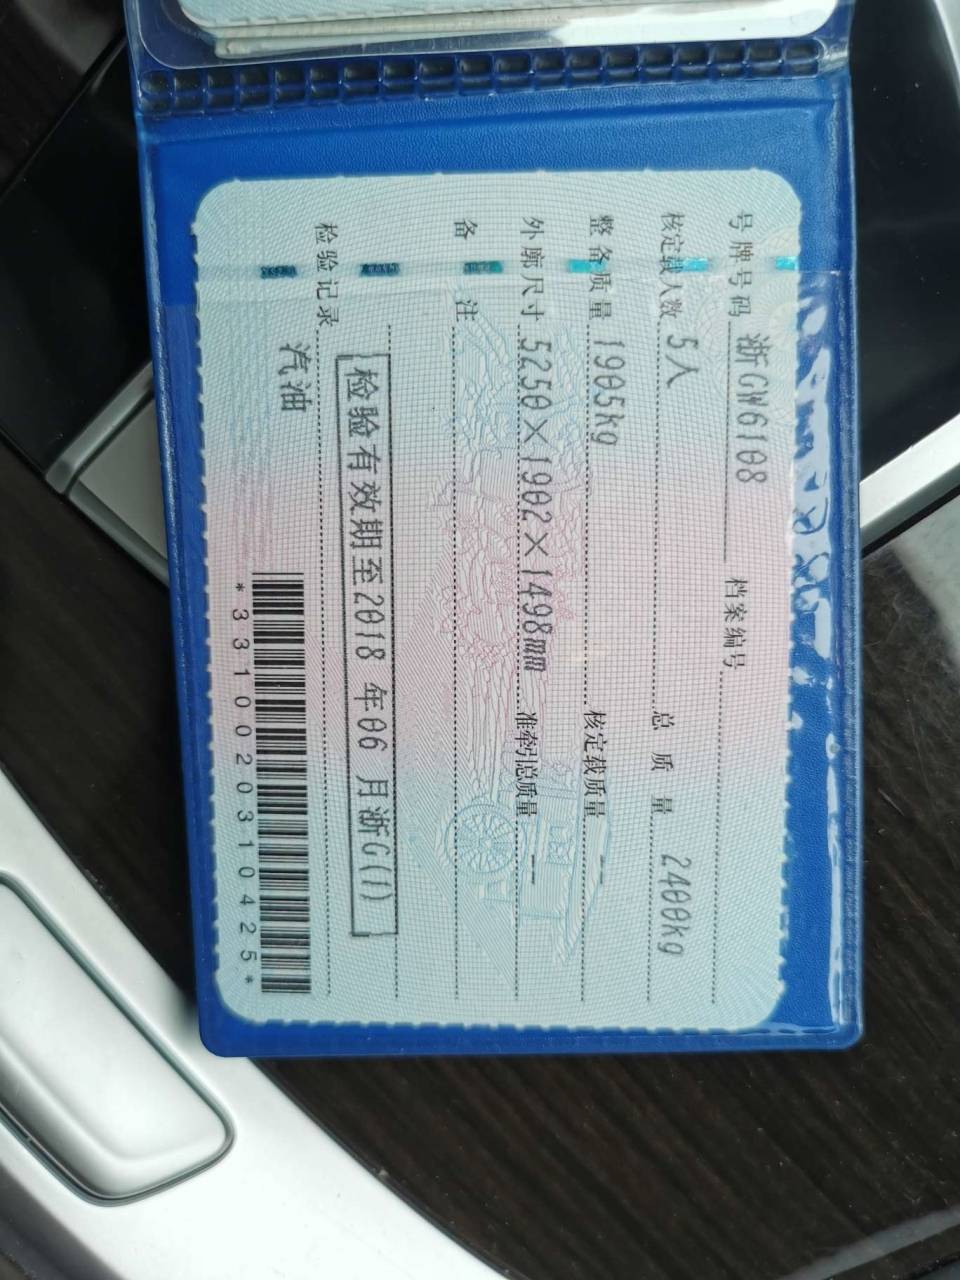 号牌号码 浙GW6108 档案编号
核定载人数 5人 总质量 2400kg
整备质量 1905kg 核定载质量 --
外廓尺寸 5250×1902×1498mm 准牵引总质量 --
备注
检验有效期至2018年06月浙G(1)
检验记录
汽油
*3310020310425*